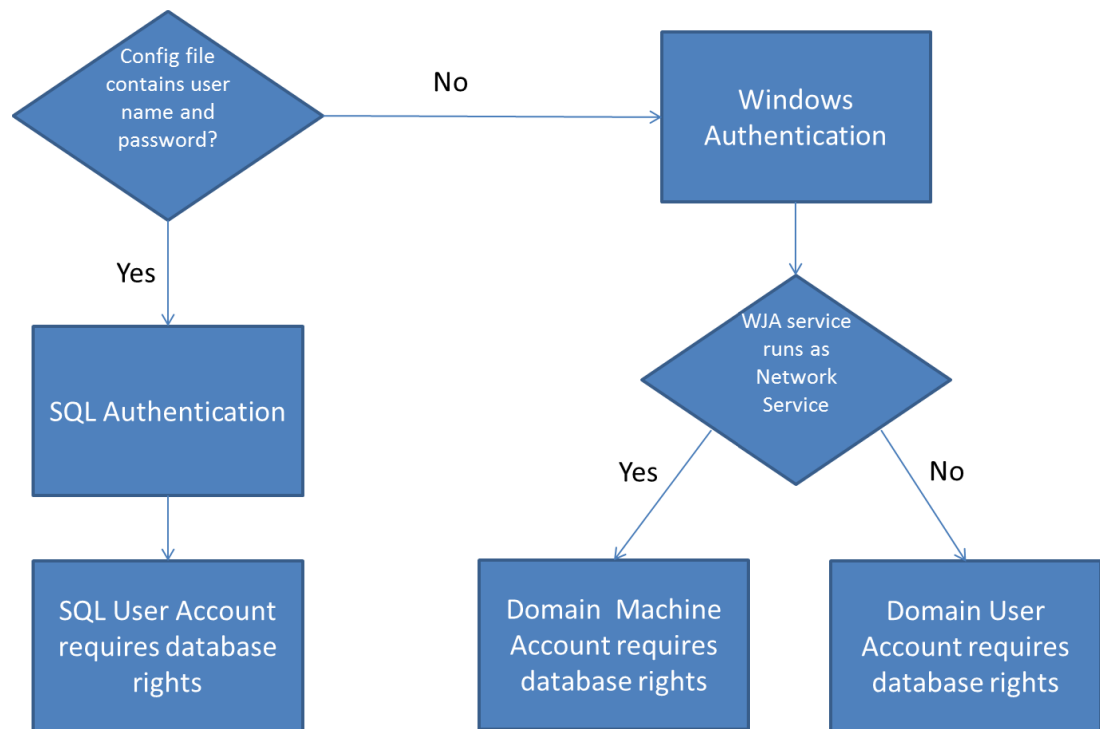 Config file
contains user
name and
password?
No
Windows
Authentication
Yes
WJA service
runs as
Network
Service
SQL Authentication
Yes
No
SQL User Account
requires database
rights
Domain Machine
Account requires
database rights
Domain User
Account requires
database rights